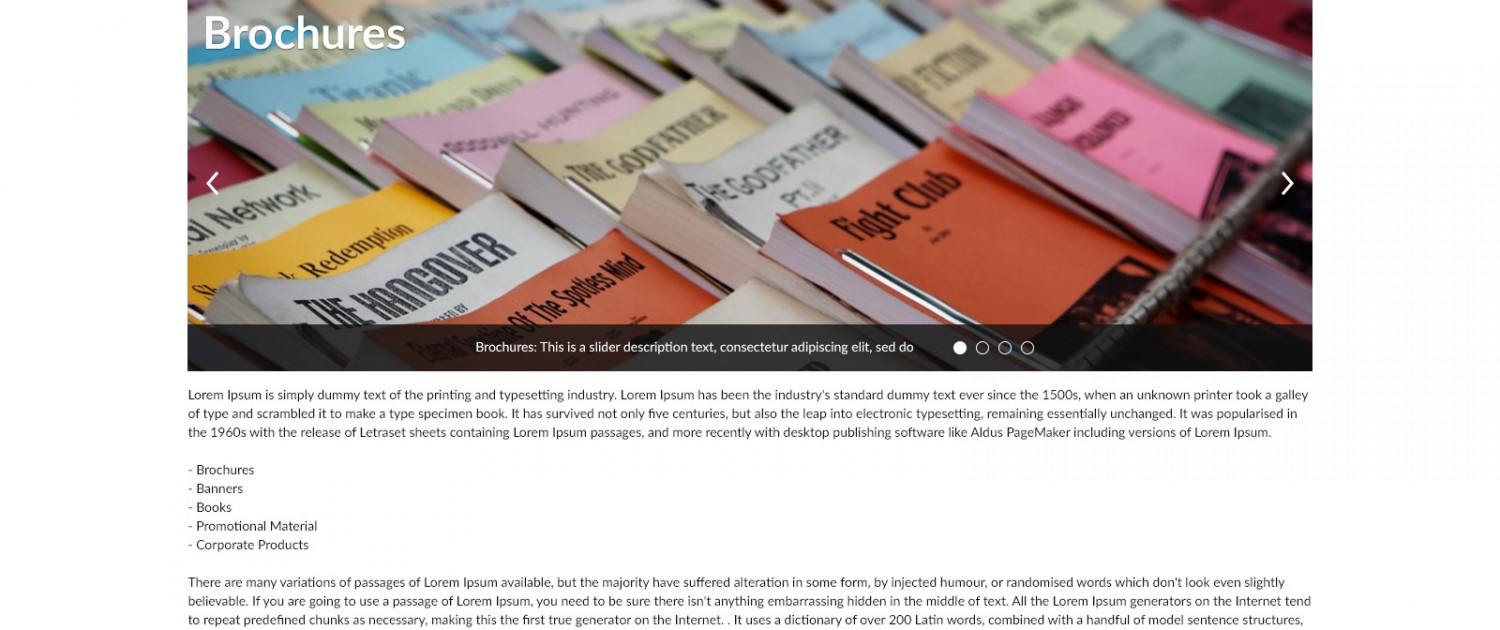 Brochures
Titanic
GOODWILL HUNTING
PULP FICTION
THE GODFATHER
THE GODFATHER
PT.II
Fight Club
Network
Redemption
THE HANGOVER
Of The Spotless Mind
Brochures: This is a slider description text, consectetur adipiscing elit, sed do
Lorem Ipsum is simply dummy text of the printing and typesetting industry. Lorem Ipsum has been the industry's standard dummy text ever since the 1500s, when an unknown printer took a galley
of type and scrambled it to make a type specimen book. It has survived not only five centuries, but also the leap into electronic typesetting, remaining essentially unchanged. It was popularised in
the 1960s with the release of Letraset sheets containing Lorem Ipsum passages, and more recently with desktop publishing software like Aldus PageMaker including versions of Lorem Ipsum.
- Brochures
- Banners
- Books
- Promotional Material
- Corporate Products
There are many variations of passages of Lorem Ipsum available, but the majority have suffered alteration in some form, by injected humour, or randomised words which don't look even slightly
believable. If you are going to use a passage of Lorem Ipsum, you need to be sure there isn't anything embarrassing hidden in the middle of text. All the Lorem Ipsum generators on the Internet tend
to repeat predefined chunks as necessary, making this the first true generator on the Internet. . It uses a dictionary of over 200 Latin words, combined with a handful of model sentence structures,